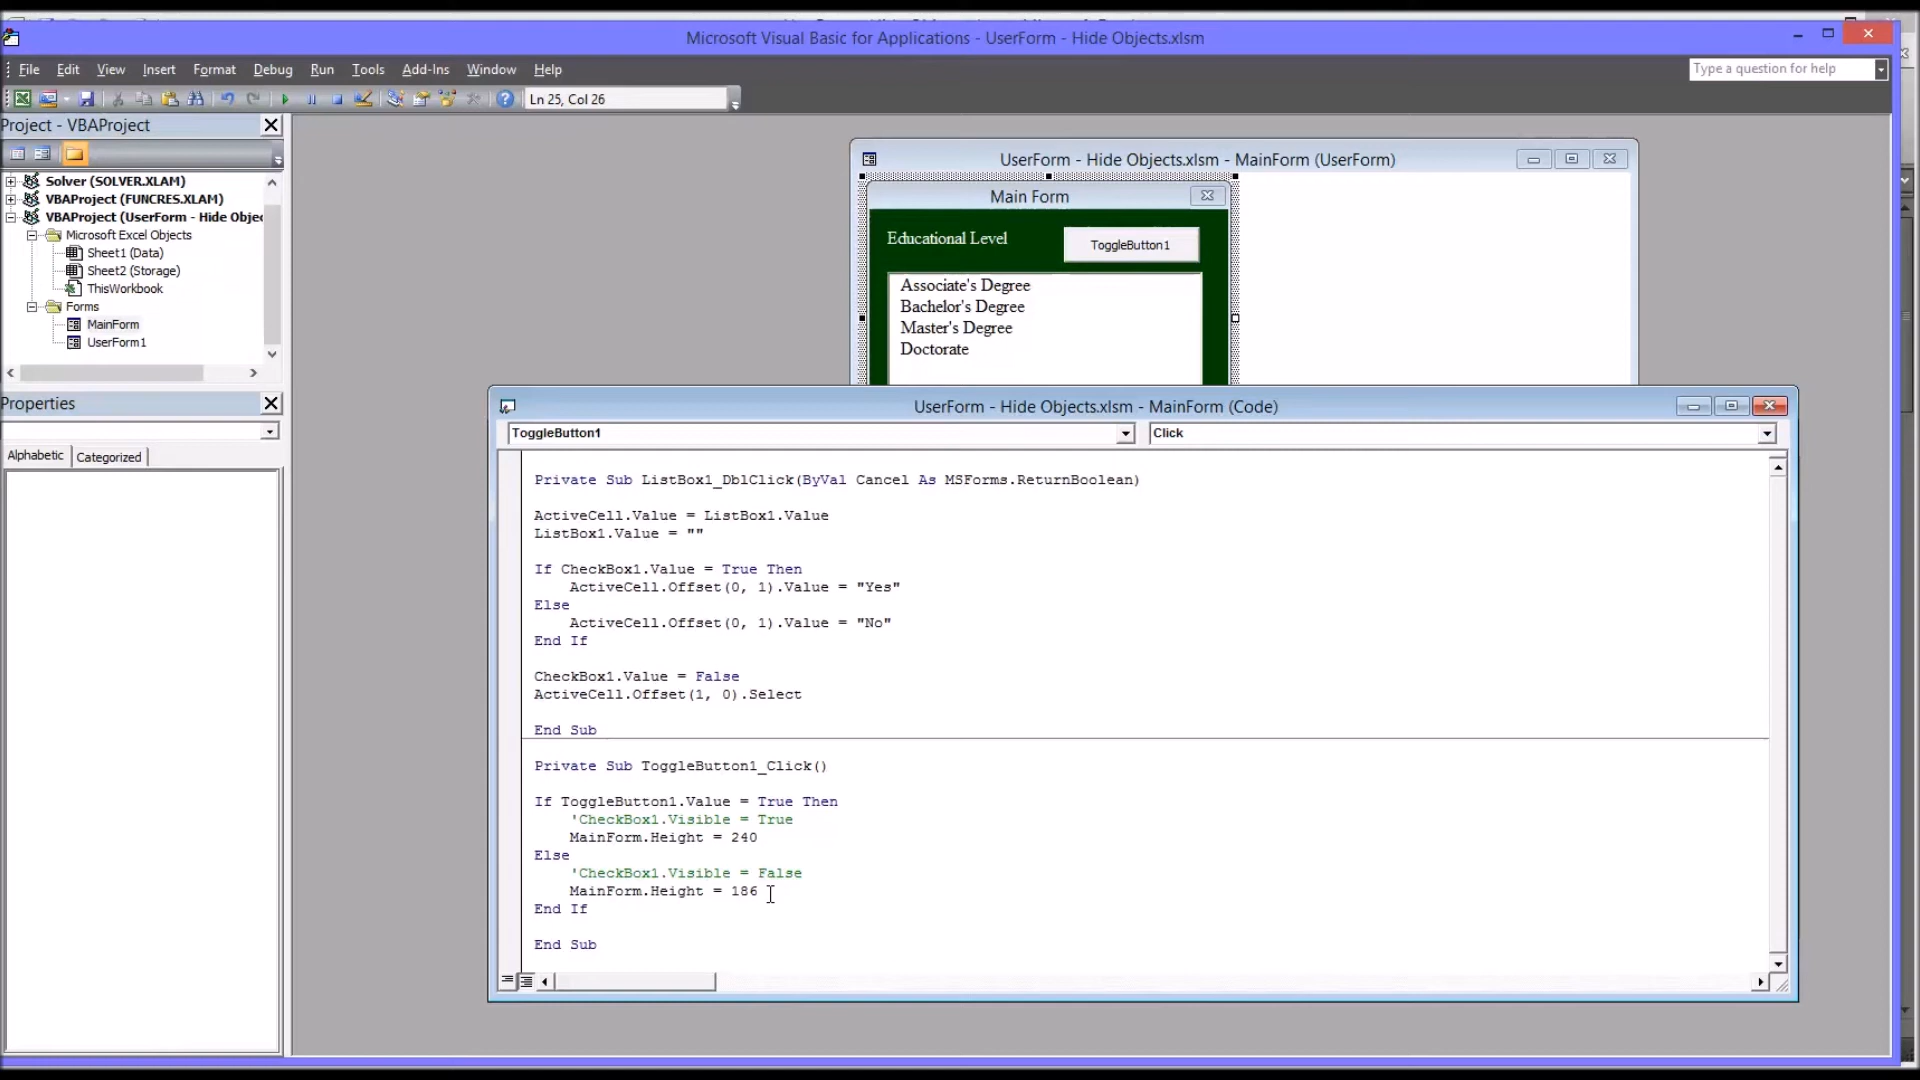 Microsoft Visual Basic for Applications - UserForm - Hide Objects.xlsm
File Edit View Insert Format Debug Run Tools Add-Ins Window Help
Type a question for help
Ln 25, Col 26
Project - VBAProject
Solver (SOLVER.XLAM)
VBAProject (FUNCRES.XLAM)
VBAProject (UserForm - Hide Objec
Microsoft Excel Objects
Sheet1 (Data)
Sheet2 (Storage)
ThisWorkbook
Forms
MainForm
UserForm1
Properties
Alphabetic Categorized
UserForm - Hide Objects.xlsm - MainForm (UserForm)
Main Form
Educational Level
ToggleButton1
Associate's Degree
Bachelor's Degree
Master's Degree
Doctorate
UserForm - Hide Objects.xlsm - MainForm (Code)
ToggleButton1
Click
Private Sub ListBox1_DblClick(ByVal Cancel As MSForms.ReturnBoolean)
ActiveCell.Value = ListBox1.Value
ListBox1.Value = ""
If CheckBox1.Value = True Then
ActiveCell.Offset(0, 1).Value = "Yes"
Else
ActiveCell.Offset(0, 1).Value = "No"
End If
CheckBox1.Value = False
ActiveCell.Offset(1, 0).Select
End Sub
Private Sub ToggleButton1_Click()
If ToggleButton1.Value = True Then
'CheckBox1.Visible = True
MainForm.Height = 240
Else
'CheckBox1.Visible = False
MainForm.Height = 186
End If
End Sub